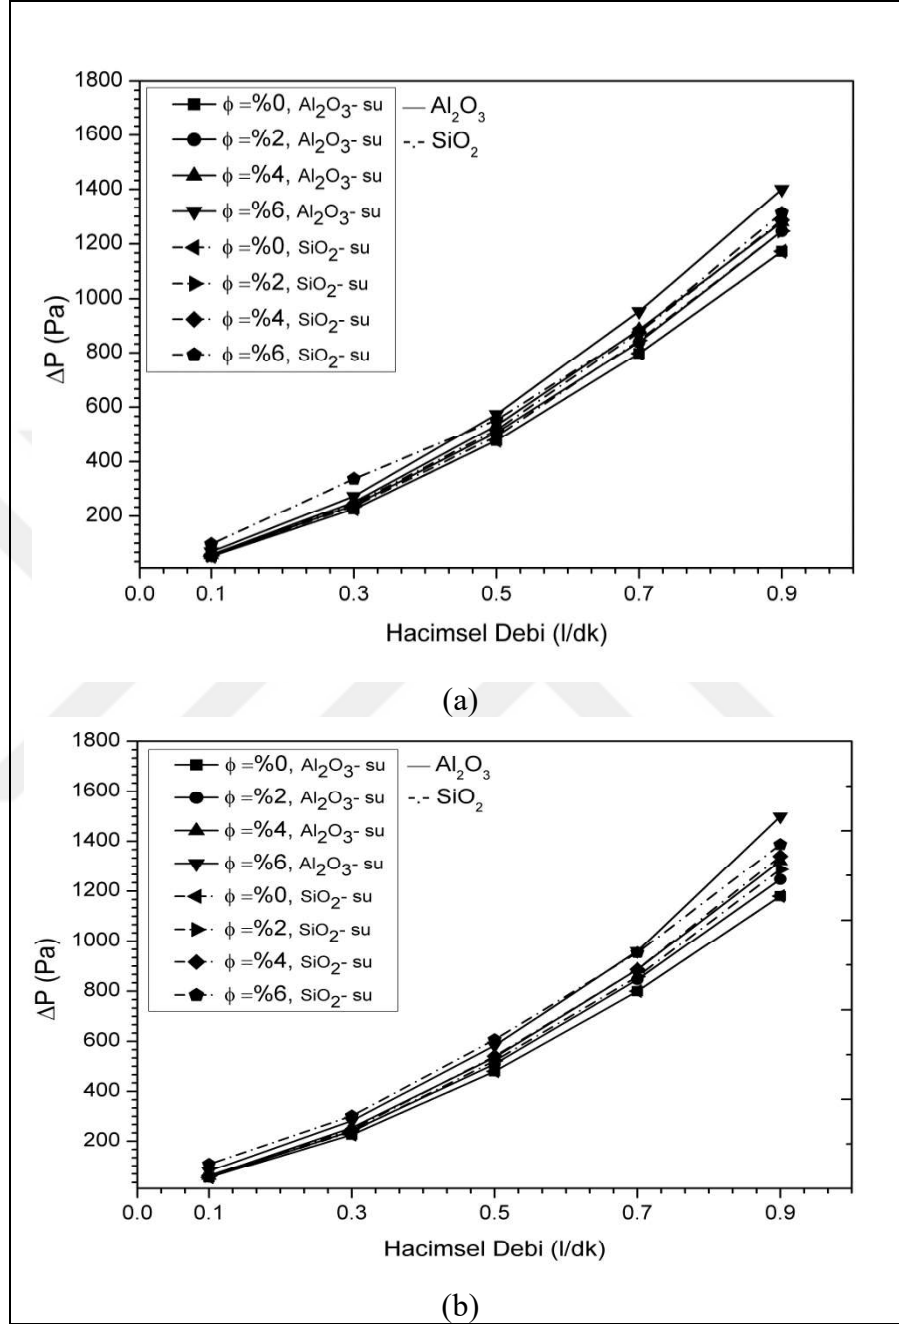 1800
1600
1400
1200
1000
800
600
400
200
ΔP (Pa)
ϕ =%0, Al₂O₃- su
ϕ =%2, Al₂O₃- su
ϕ =%4, Al₂O₃- su
ϕ =%6, Al₂O₃- su
ϕ =%0, SiO₂- su
ϕ =%2, SiO₂- su
ϕ =%4, SiO₂- su
ϕ =%6, SiO₂- su
Al₂O₃
SiO₂
0.0 0.1 0.3 0.5 0.7 0.9
Hacimsel Debi (l/dk)
(a)
1800
1600
1400
1200
1000
800
600
400
200
ΔP (Pa)
ϕ =%0, Al₂O₃- su
ϕ =%2, Al₂O₃- su
ϕ =%4, Al₂O₃- su
ϕ =%6, Al₂O₃- su
ϕ =%0, SiO₂- su
ϕ =%2, SiO₂- su
ϕ =%4, SiO₂- su
ϕ =%6, SiO₂- su
Al₂O₃
SiO₂
0.0 0.1 0.3 0.5 0.7 0.9
Hacimsel Debi (l/dk)
(b)